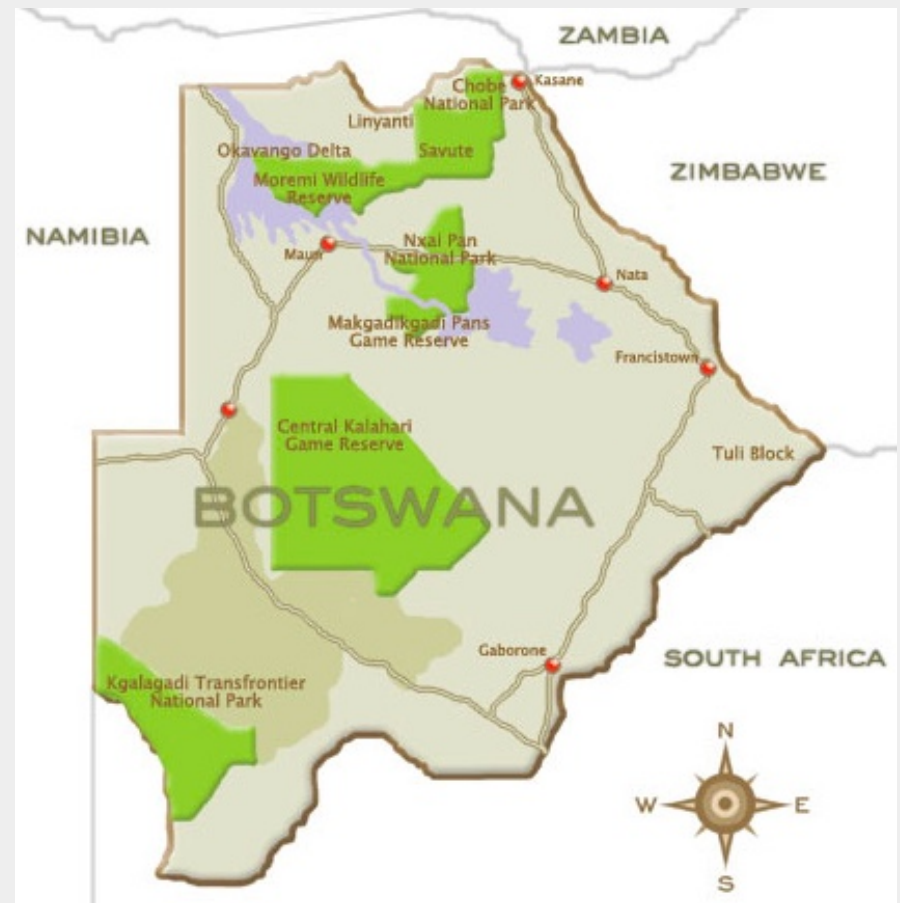 ZAMBIA
Kasane
Chobe
National Park
Linyanti
Okavango Delta
Savute
ZIMBABWE
Moremi Wildlife
Reserve
NAMIBIA
Nxai Pan
National Park
Maun
Nata
Makgadikgadi Pans
Game Reserve
Francistown
Central Kalahari
Game Reserve
Tuli Block
BOTSWANA
Gaborone
SOUTH AFRICA
Kgalagadi Transfrontier
National Park
N
W E
S